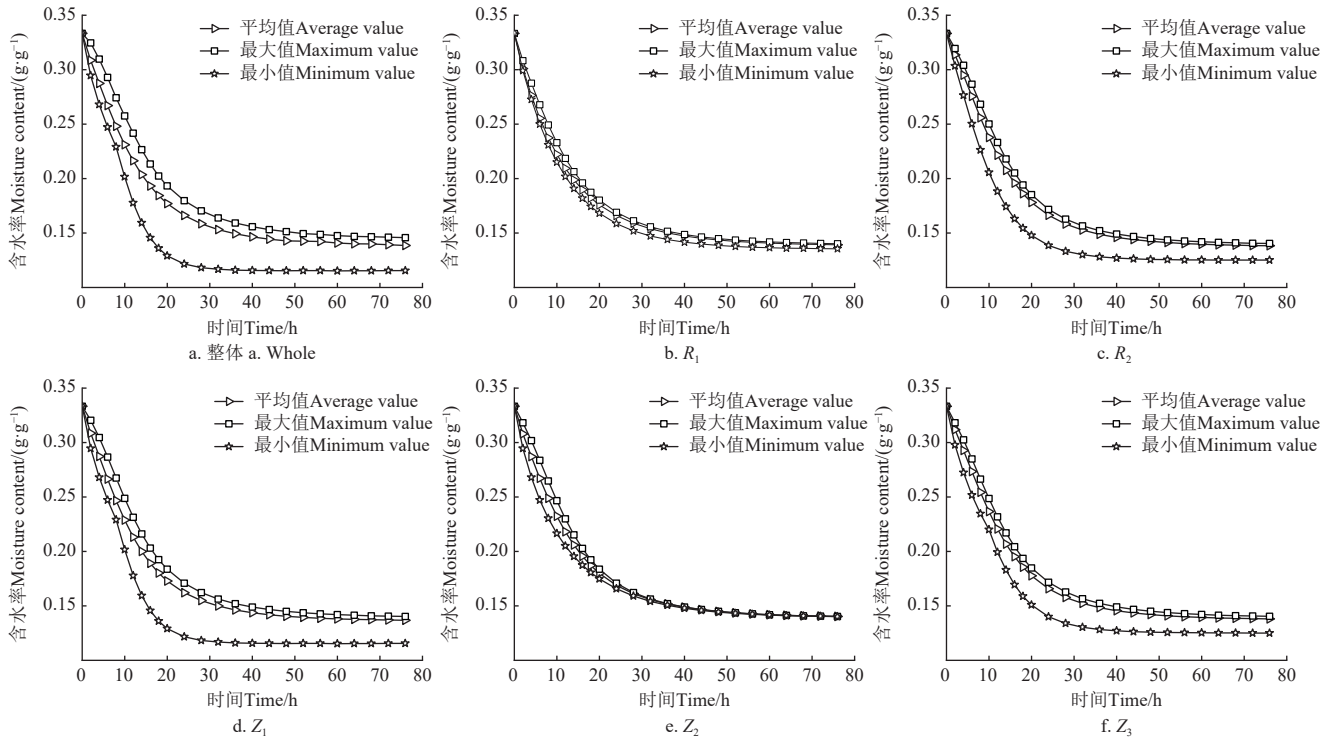 0.35
0.30
0.25
0.20
0.15
含水率Moisture content/(g·g⁻¹)
平均值Average value
最大值Maximum value
最小值Minimum value
0 10 20 30 40 50 60 70 80
时间Time/h
a. 整体 a. Whole
0.35
0.30
0.25
0.20
0.15
含水率Moisture content/(g·g⁻¹)
平均值Average value
最大值Maximum value
最小值Minimum value
0 10 20 30 40 50 60 70 80
时间Time/h
b. R₁
0.35
0.30
0.25
0.20
0.15
含水率Moisture content/(g·g⁻¹)
平均值Average value
最大值Maximum value
最小值Minimum value
0 10 20 30 40 50 60 70 80
时间Time/h
c. R₂
0.35
0.30
0.25
0.20
0.15
含水率Moisture content/(g·g⁻¹)
平均值Average value
最大值Maximum value
最小值Minimum value
0 10 20 30 40 50 60 70 80
时间Time/h
d. Z₁
0.35
0.30
0.25
0.20
0.15
含水率Moisture content/(g·g⁻¹)
平均值Average value
最大值Maximum value
最小值Minimum value
0 10 20 30 40 50 60 70 80
时间Time/h
e. Z₂
0.35
0.30
0.25
0.20
0.15
含水率Moisture content/(g·g⁻¹)
平均值Average value
最大值Maximum value
最小值Minimum value
0 10 20 30 40 50 60 70 80
时间Time/h
f. Z₃